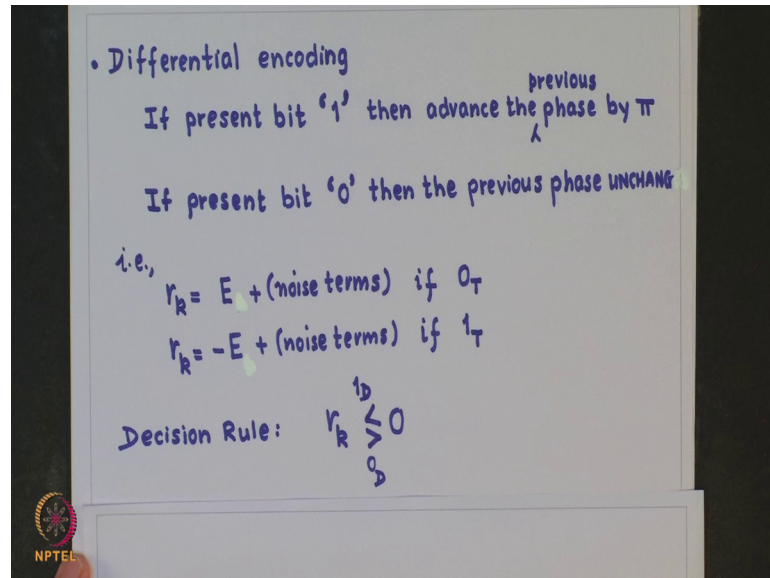 • Differential encoding
previous
If present bit '1' then advance the phase by π
If present bit '0' then the previous phase UNCHANG
i.e.,
r_k = E + (noise terms) if 0_T
r_k = -E + (noise terms) if 1_T
1_D
Decision Rule: r_k ≶ 0
0_D
NPTEL